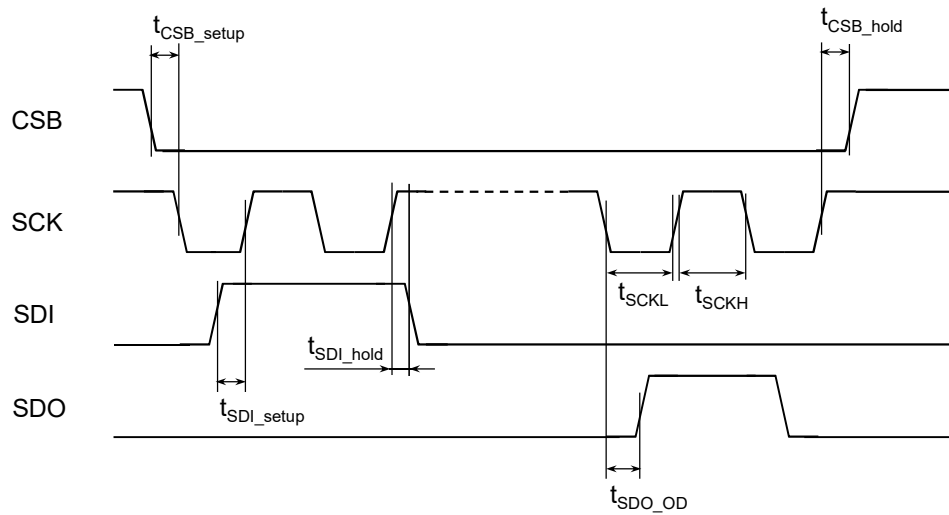 tCSB_setup
tCSB_hold
CSB
SCK
tSCKL
tSCKH
SDI
tSDI_hold
tSDI_setup
SDO
tSDO_OD